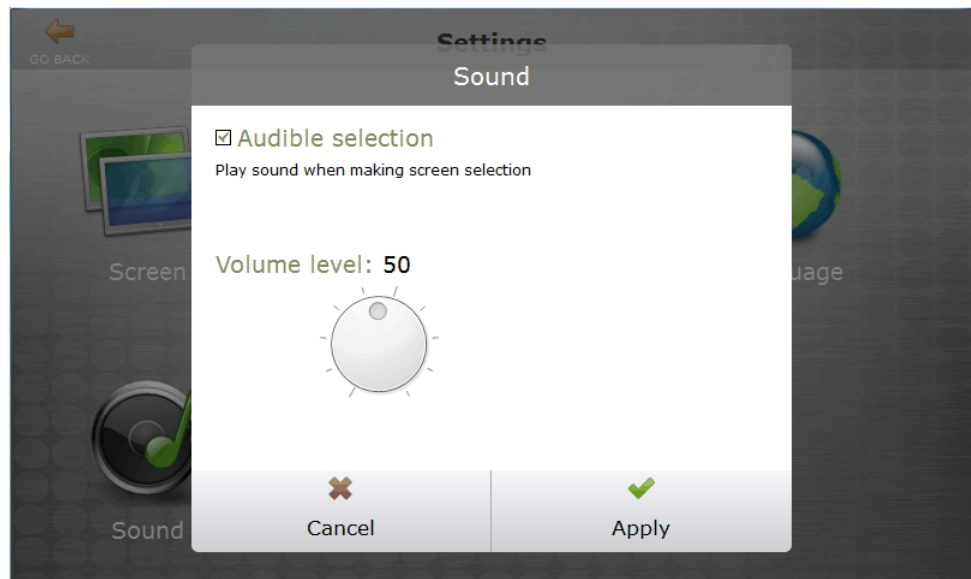 Settings
GO BACK
Sound
Audible selection
Play sound when making screen selection
Volume level: 50
Screen
uage
Sound
Cancel
Apply